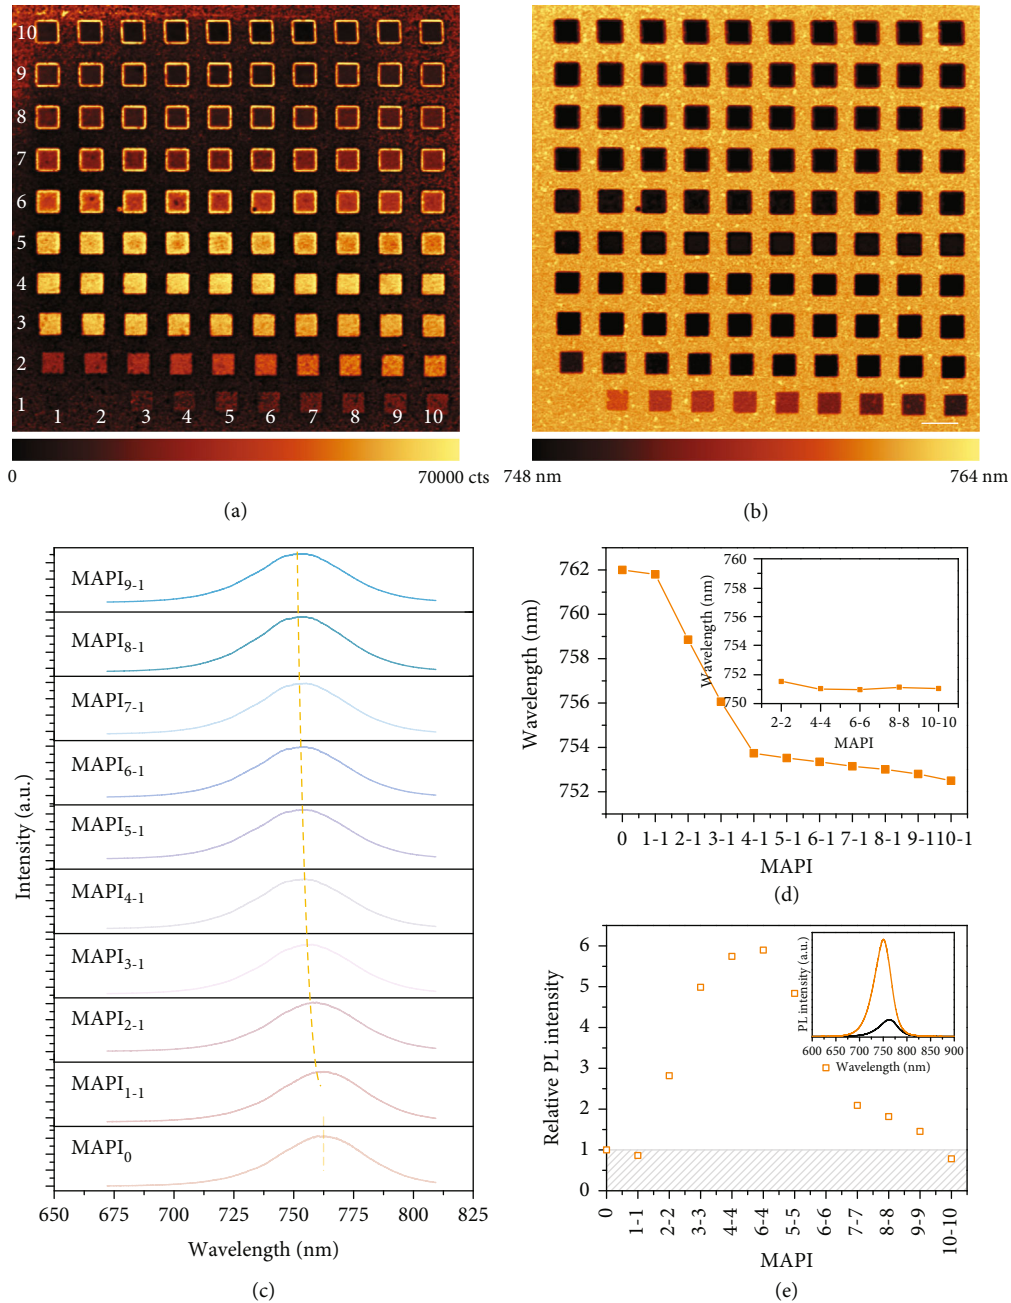 10
9
8
7
6
5
4
3
2
1
1 2 3 4 5 6 7 8 9 10
0 70000 cts
748 nm 764 nm
(a)
(b)
MAPI9-1
MAPI8-1
MAPI7-1
MAPI6-1
MAPI5-1
MAPI4-1
MAPI3-1
MAPI2-1
MAPI1-1
MAPI0
Intensity (a.u.)
650 675 700 725 750 775 800 825
Wavelength (nm)
(c)
762
760
758
756
754
752
Wavelength (nm)
0 1-1 2-1 3-1 4-1 5-1 6-1 7-1 8-1 9-1 10-1
MAPI
760
758
756
754
752
750
Wavelength (nm)
2-2 4-4 6-6 8-8 10-10
MAPI
(d)
6
5
4
3
2
1
0
Relative PL intensity
0 1-1 2-2 3-3 4-4 6-4 5-5 6-6 7-7 8-8 9-9 10-10
MAPI
PL intensity (a.u.)
600 650 700 750 800 850 900
Wavelength (nm)
(e)